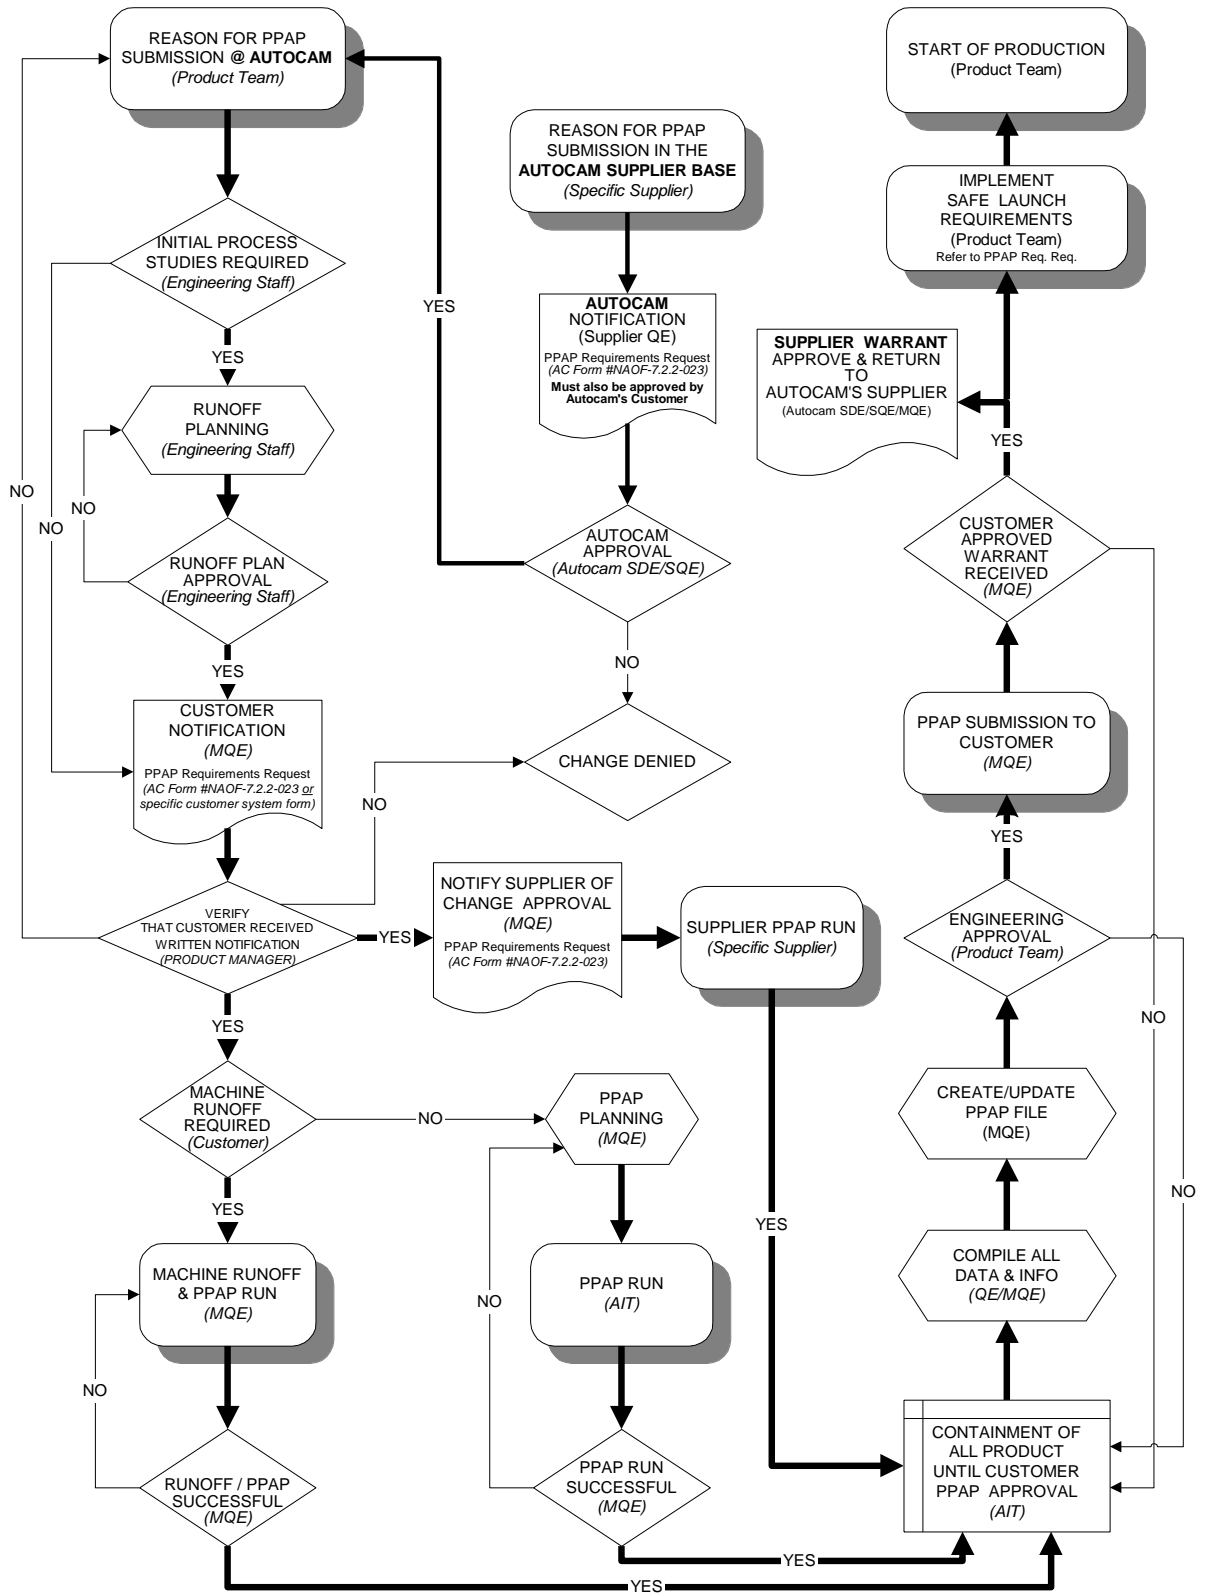 REASON FOR PPAP
SUBMISSION @ AUTOCAM
(Product Team)
INITIAL PROCESS
STUDIES REQUIRED
(Engineering Staff)
YES
RUNOFF
PLANNING
(Engineering Staff)
NO
NO
NO
RUNOFF PLAN
APPROVAL
(Engineering Staff)
YES
CUSTOMER
NOTIFICATION
(MQE)
PPAP Requirements Request
(AC Form #NAOF-7.2.2-023 or
specific customer system form)
NO
VERIFY
THAT CUSTOMER RECEIVED
WRITTEN NOTIFICATION
(PRODUCT MANAGER)
YES
YES
MACHINE
RUNOFF
REQUIRED
(Customer)
NO
YES
MACHINE RUNOFF
& PPAP RUN
(MQE)
NO
RUNOFF / PPAP
SUCCESSFUL
(MQE)
YES
REASON FOR PPAP
SUBMISSION IN THE
AUTOCAM SUPPLIER BASE
(Specific Supplier)
YES
AUTOCAM
NOTIFICATION
(Supplier QE)
PPAP Requirements Request
(AC Form #NAOF-7.2.2-023)
Must also be approved by
Autocam's Customer
AUTOCAM
APPROVAL
(Autocam SDE/SQE)
NO
CHANGE DENIED
NOTIFY SUPPLIER OF
CHANGE APPROVAL
(MQE)
PPAP Requirements Request
(AC Form #NAOF-7.2.2-023)
SUPPLIER PPAP RUN
(Specific Supplier)
YES
PPAP
PLANNING
(MQE)
PPAP RUN
(AIT)
NO
PPAP RUN
SUCCESSFUL
(MQE)
YES
START OF PRODUCTION
(Product Team)
IMPLEMENT
SAFE LAUNCH
REQUIREMENTS
(Product Team)
Refer to PPAP Req. Req.
SUPPLIER WARRANT
APPROVE & RETURN
TO
AUTOCAM'S SUPPLIER
(Autocam SDE/SQE/MQE)
YES
CUSTOMER
APPROVED
WARRANT
RECEIVED
(MQE)
PPAP SUBMISSION TO
CUSTOMER
(MQE)
YES
ENGINEERING
APPROVAL
(Product Team)
NO
CREATE/UPDATE
PPAP FILE
(MQE)
NO
COMPILE ALL
DATA & INFO
(QE/MQE)
CONTAINMENT OF
ALL PRODUCT
UNTIL CUSTOMER
PPAP APPROVAL
(AIT)